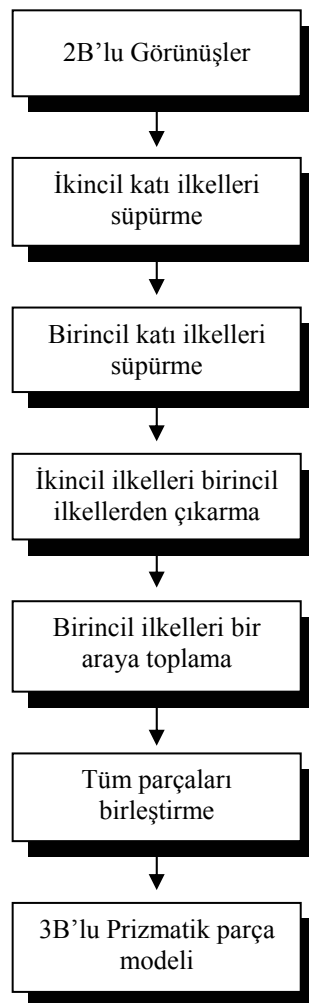 2B’lu Görünüşler
İkincil katı ilkelleri
süpürme
Birincil katı ilkelleri
süpürme
İkincil ilkelleri birincil
ilkellerden çıkarma
Birincil ilkelleri bir
araya toplama
Tüm parçaları
birleştirme
3B’lu Prizmatik parça
modeli